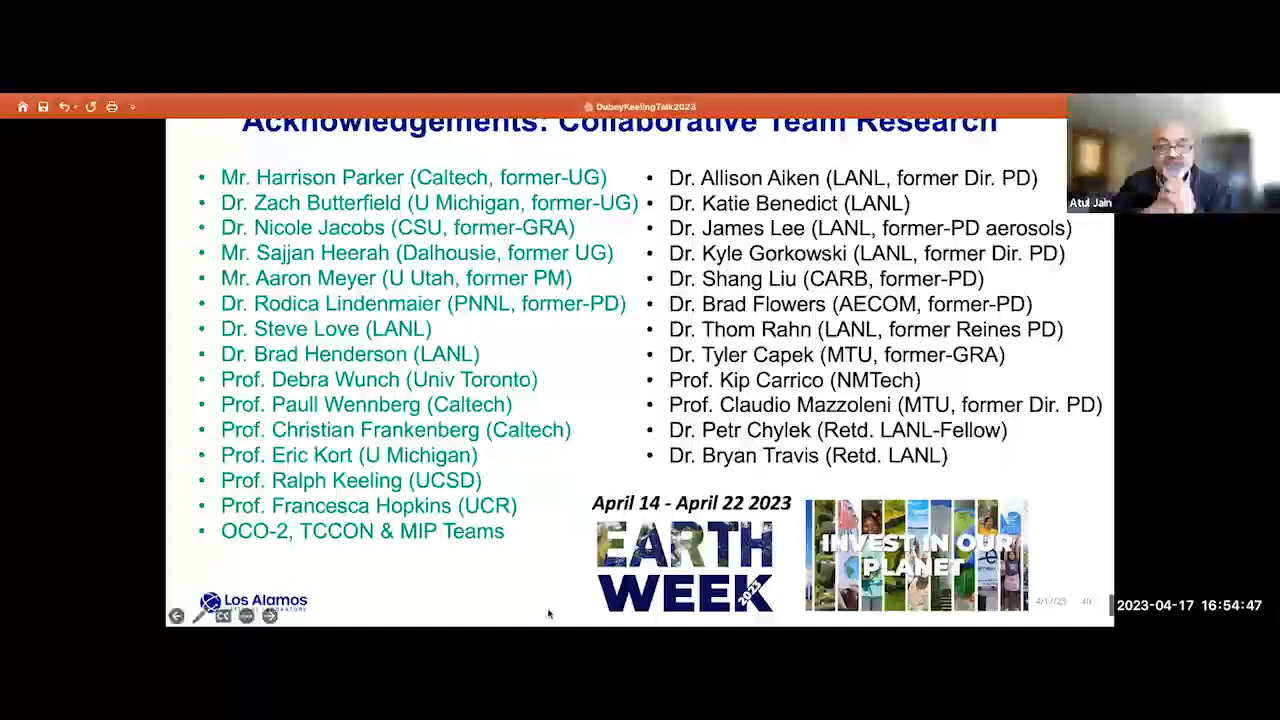 DubeyKeelingTalk2023
Acknowledgements: Collaborative Team Research
• Mr. Harrison Parker (Caltech, former-UG)
• Dr. Zach Butterfield (U Michigan, former-UG)
• Dr. Nicole Jacobs (CSU, former-GRA)
• Mr. Sajjan Heerah (Dalhousie, former UG)
• Mr. Aaron Meyer (U Utah, former PM)
• Dr. Rodica Lindenmaier (PNNL, former-PD)
• Dr. Steve Love (LANL)
• Dr. Brad Henderson (LANL)
• Prof. Debra Wunch (Univ Toronto)
• Prof. Paull Wennberg (Caltech)
• Prof. Christian Frankenberg (Caltech)
• Prof. Eric Kort (U Michigan)
• Prof. Ralph Keeling (UCSD)
• Prof. Francesca Hopkins (UCR)
• OCO-2, TCCON & MIP Teams
• Dr. Allison Aiken (LANL, former Dir. PD)
• Dr. Katie Benedict (LANL)
• Dr. James Lee (LANL, former-PD aerosols)
• Dr. Kyle Gorkowski (LANL, former Dir. PD)
• Dr. Shang Liu (CARB, former-PD)
• Dr. Brad Flowers (AECOM, former-PD)
• Dr. Thom Rahn (LANL, former Reines PD)
• Dr. Tyler Capek (MTU, former-GRA)
• Prof. Kip Carrico (NMTech)
• Prof. Claudio Mazzoleni (MTU, former Dir. PD)
• Dr. Petr Chylek (Retd. LANL-Fellow)
• Dr. Bryan Travis (Retd. LANL)
April 14 - April 22 2023
EARTH
WEEK
2023
INVEST IN OUR
PLANET
Los Alamos
4/17/23
Atul Jain
2023-04-17 16:54:47